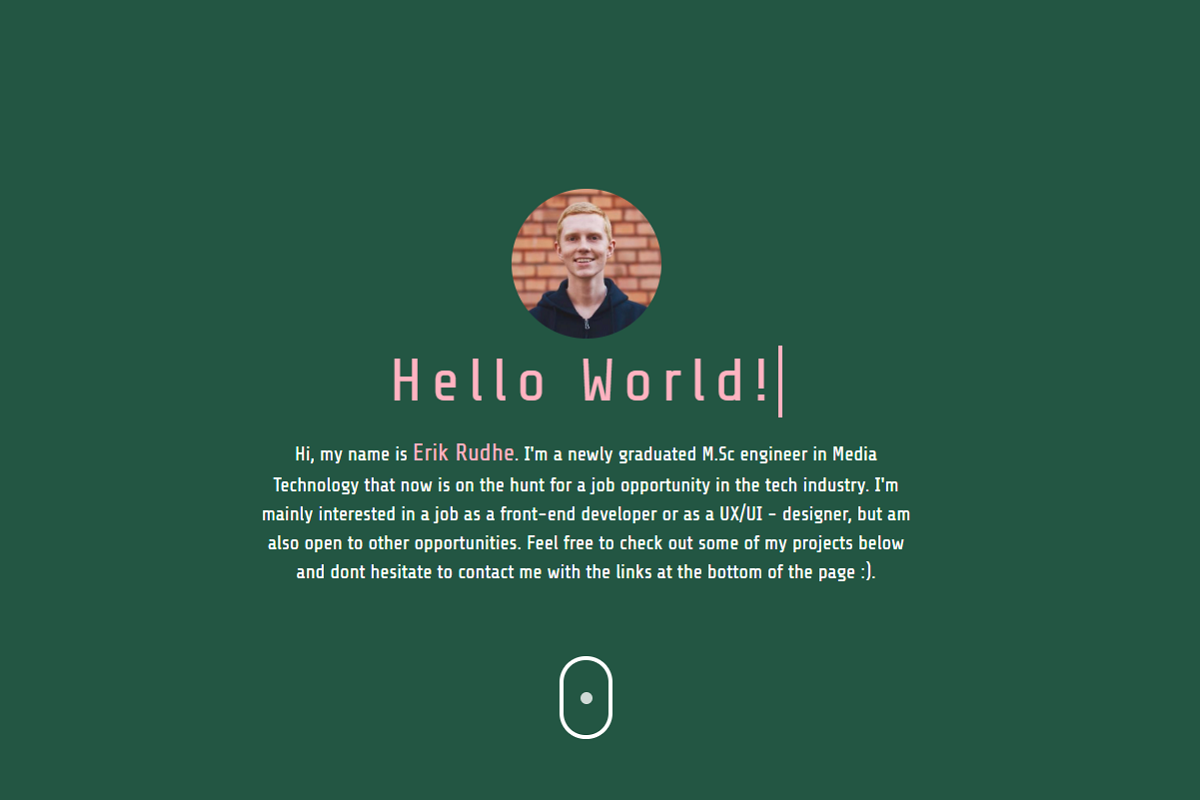 Hello World!
Hi, my name is Erik Rudhe. I'm a newly graduated M.Sc engineer in Media
Technology that now is on the hunt for a job opportunity in the tech industry. I'm
mainly interested in a job as a front-end developer or as a UX/UI - designer, but am
also open to other opportunities. Feel free to check out some of my projects below
and dont hesitate to contact me with the links at the bottom of the page :).